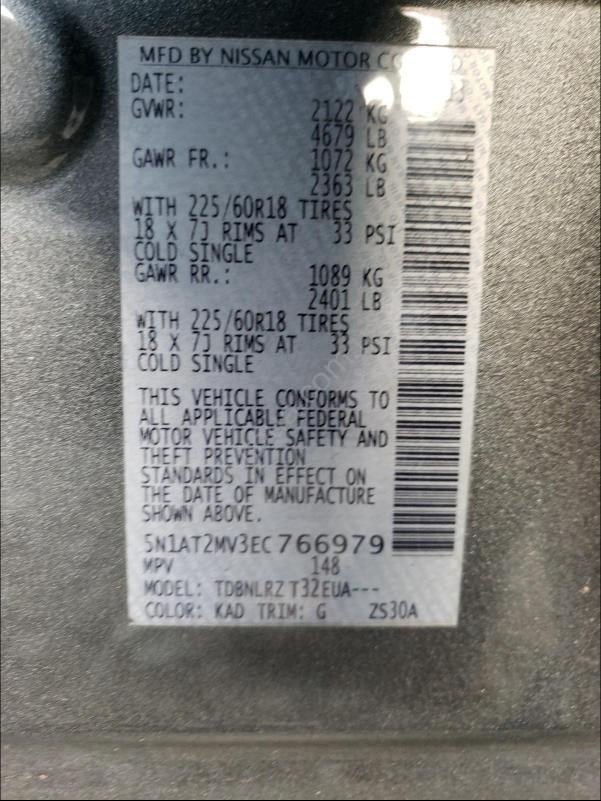 MFD BY NISSAN MOTOR
DATE:
GVWR: 2122 KG
4679 LB
GAWR FR.: 1072 KG
2363 LB
WITH 225/60R18 TIRES
18 X 7J RIMS AT 33 PSI
COLD SINGLE
GAWR RR.: 1089 KG
2401 LB
WITH 225/60R18 TIRES
18 X 7J RIMS AT 33 PSI
COLD SINGLE
THIS VEHICLE CONFORMS TO
ALL APPLICABLE FEDERAL
MOTOR VEHICLE SAFETY AND
THEFT PREVENTION
STANDARDS IN EFFECT ON
THE DATE OF MANUFACTURE
SHOWN ABOVE.
5N1AT2MV3EC766979
MPV 148
MODEL: TDBNLRZ T32EUA---
COLOR: KAD TRIM: G ZS30A